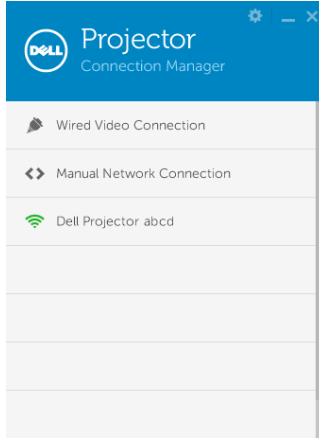 DELL
Projector
Connection Manager
Wired Video Connection
Manual Network Connection
Dell Projector abcd